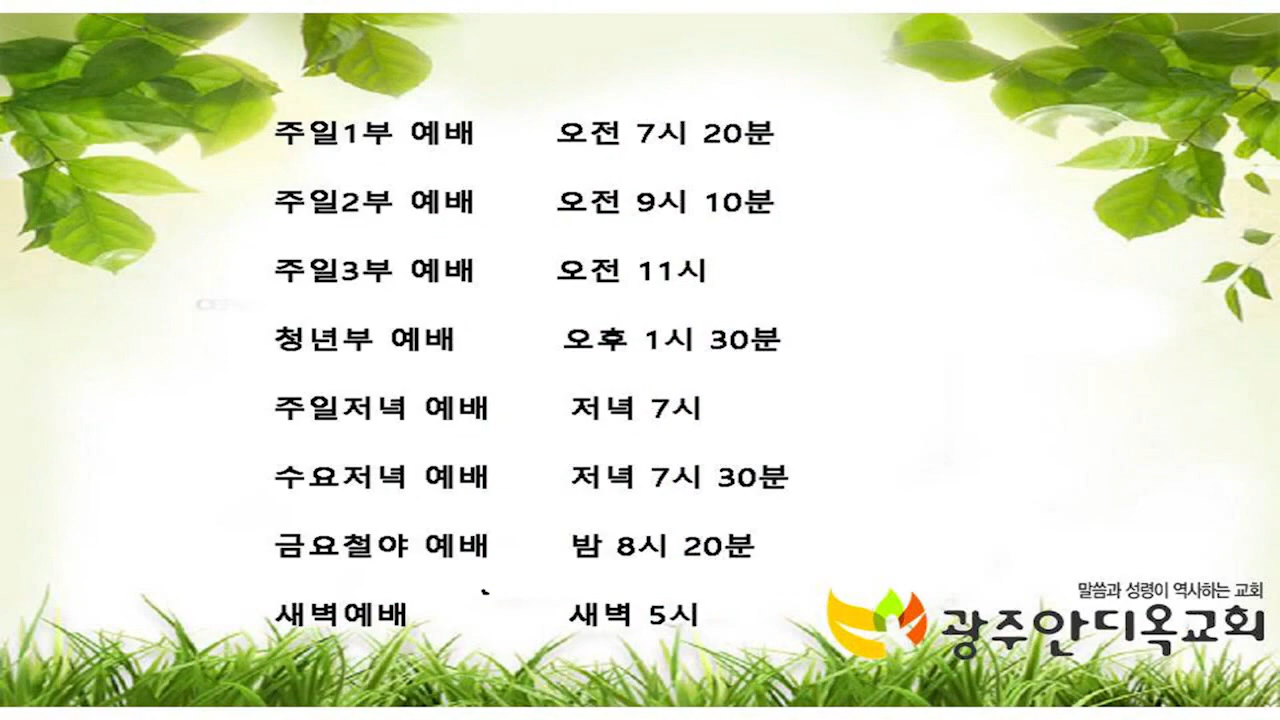 주일1부 예배 오전 7시 20분
주일2부 예배 오전 9시 10분
주일3부 예배 오전 11시
청년부 예배 오후 1시 30분
주일저녁 예배 저녁 7시
수요저녁 예배 저녁 7시 30분
금요철야 예배 밤 8시 20분
새벽예배 새벽 5시
말씀과 성령이 역사하는 교회
광주안디옥교회